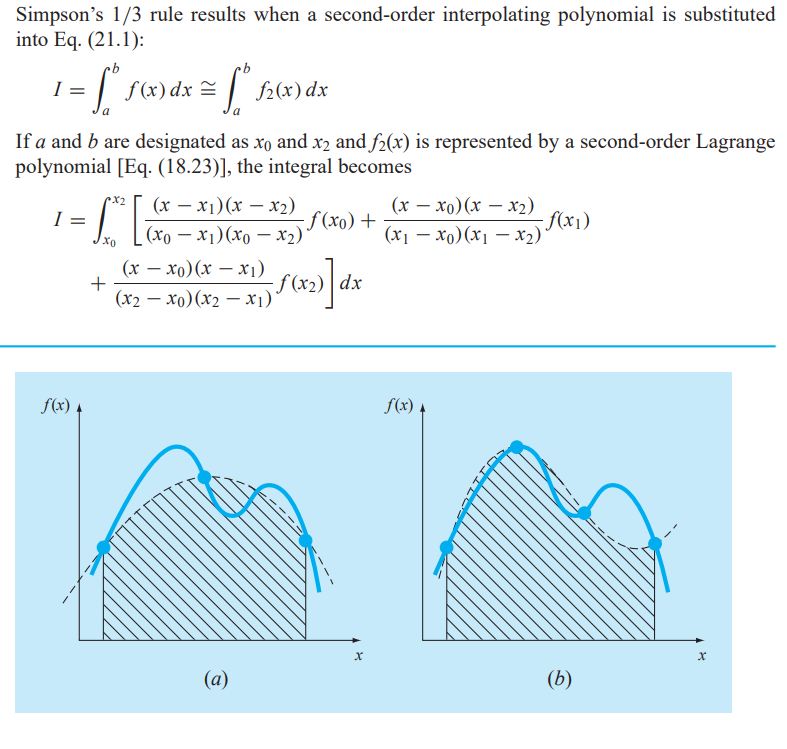 Simpson’s 1/3 rule results when a second-order interpolating polynomial is substituted
into Eq. (21.1):
I = ∫_a^b f(x) dx ≅ ∫_a^b f₂(x) dx
If a and b are designated as x₀ and x₂ and f₂(x) is represented by a second-order Lagrange
polynomial [Eq. (18.23)], the integral becomes
I = ∫_{x₀}^{x₂} [ (x − x₁)(x − x₂) / (x₀ − x₁)(x₀ − x₂) f(x₀) + (x − x₀)(x − x₂) / (x₁ − x₀)(x₁ − x₂) f(x₁)
+ (x − x₀)(x − x₁) / (x₂ − x₀)(x₂ − x₁) f(x₂) ] dx
f(x) f(x)
x x
(a) (b)